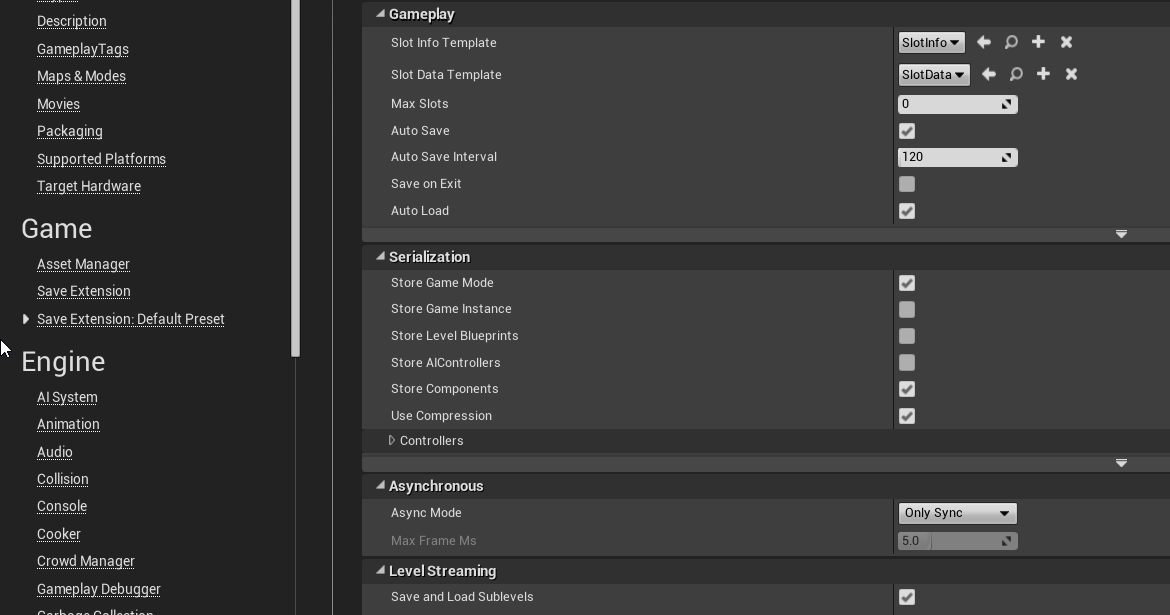 Description
GameplayTags
Maps & Modes
Movies
Packaging
Supported Platforms
Target Hardware
Game
Asset Manager
Save Extension
Save Extension: Default Preset
Engine
AI System
Animation
Audio
Collision
Console
Cooker
Crowd Manager
Gameplay Debugger
Garbage Collection
Gameplay
Slot Info Template
SlotInfo
Slot Data Template
SlotData
Max Slots
0
Auto Save
Auto Save Interval
120
Save on Exit
Auto Load
Serialization
Store Game Mode
Store Game Instance
Store Level Blueprints
Store AIControllers
Store Components
Use Compression
Controllers
Asynchronous
Async Mode
Only Sync
Max Frame Ms
5.0
Level Streaming
Save and Load Sublevels